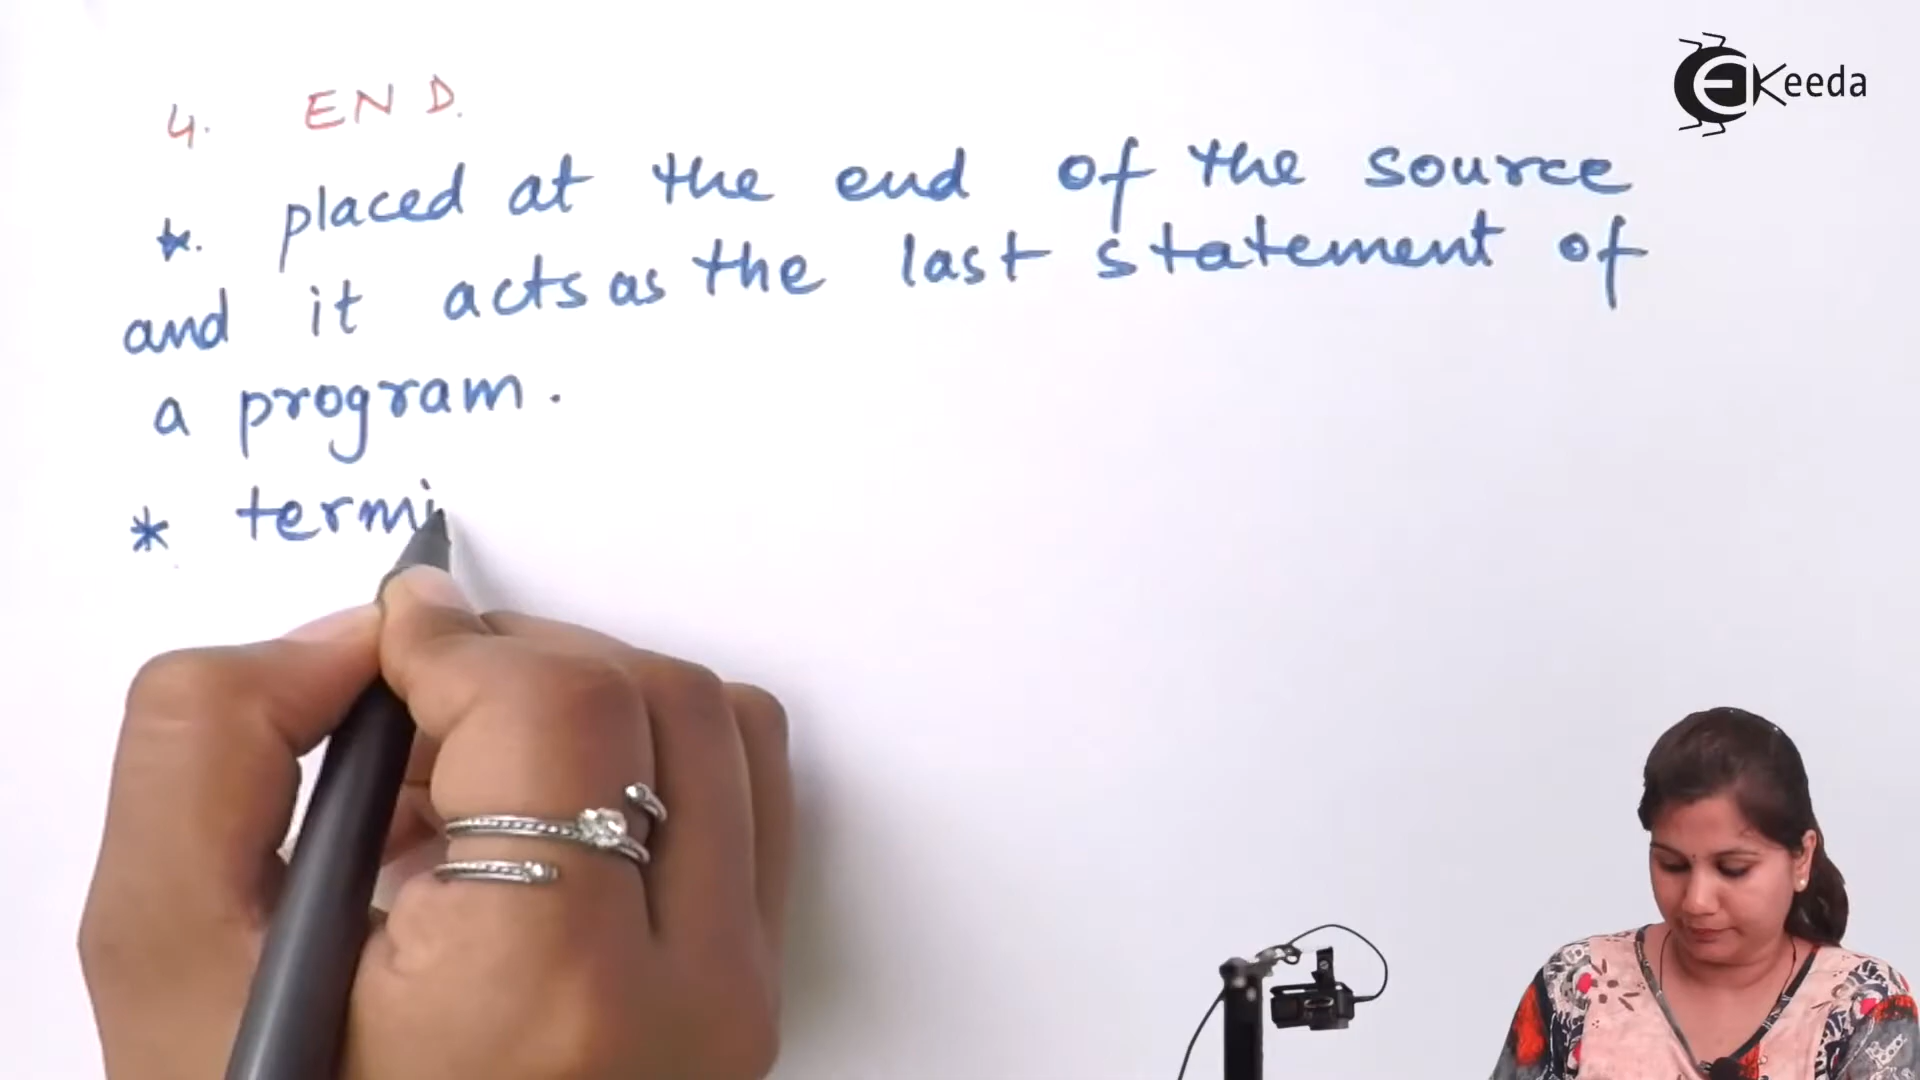 EKeeda
4. END.
*. placed at the end of the source
and it acts as the last statement of
a program.
* termi